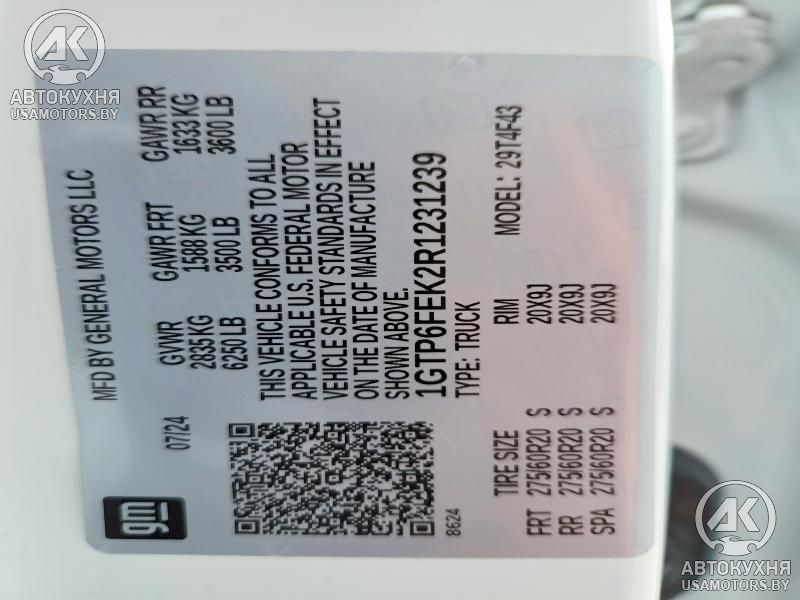 gm
07/24
MFD BY GENERAL MOTORS LLC
GVWR GAWR FRT GAWR RR
2835 KG 1588 KG 1633 KG
6250 LB 3500 LB 3600 LB
THIS VEHICLE CONFORMS TO ALL
APPLICABLE U.S. FEDERAL MOTOR
VEHICLE SAFETY STANDARDS IN EFFECT
ON THE DATE OF MANUFACTURE
SHOWN ABOVE.
1GTP6FEK2R1231239
TYPE: TRUCK
8624
MODEL: 29T4F43
TIRE SIZE RIM
FRT 275/60R20 S 20X9J
RR 275/60R20 S 20X9J
SPA 275/60R20 S 20X9J
AK
АВТОКУХНЯ
USAMOTORS.BY
AK
АВТОКУХНЯ
USAMOTORS.BY